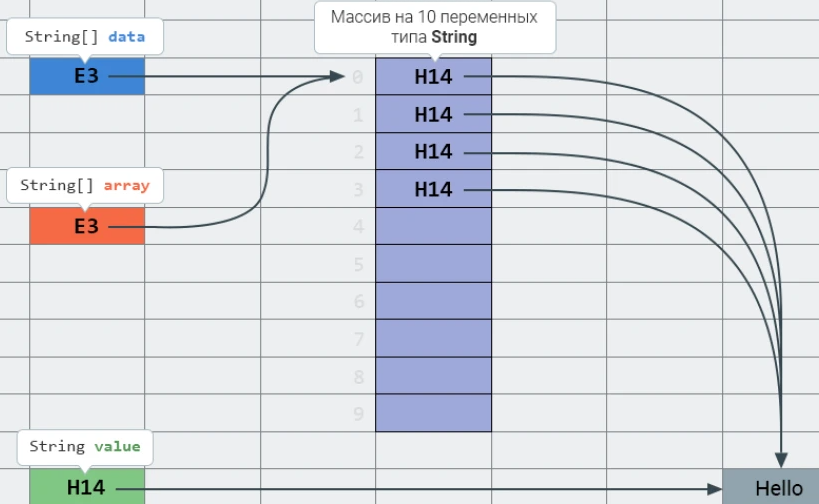 Массив на 10 переменных
типа String
String[] data
E3
0 H14
1 H14
2 H14
String[] array
3 H14
E3
4
5
6
7
8
9
String value
H14
Hello